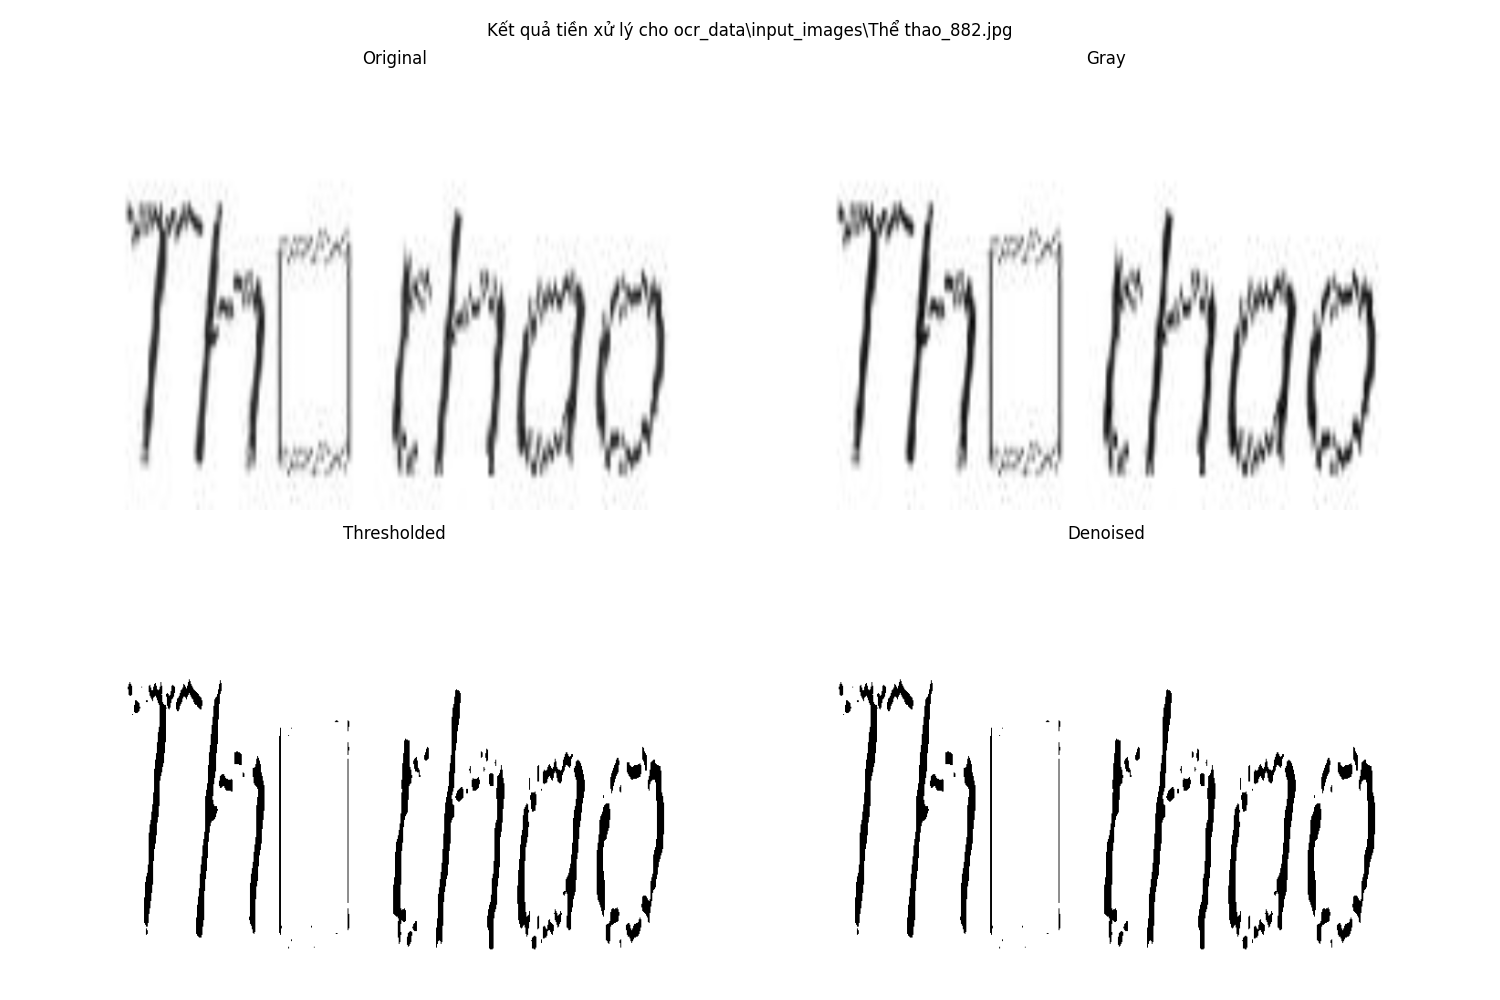 Kết quả tiền xử lý cho ocr_data\input_images\Thể thao_882.jpg
Original
Gray
Th□ thao
Th□ thao
Thresholded
Denoised
Th□ thao
Th□ thao